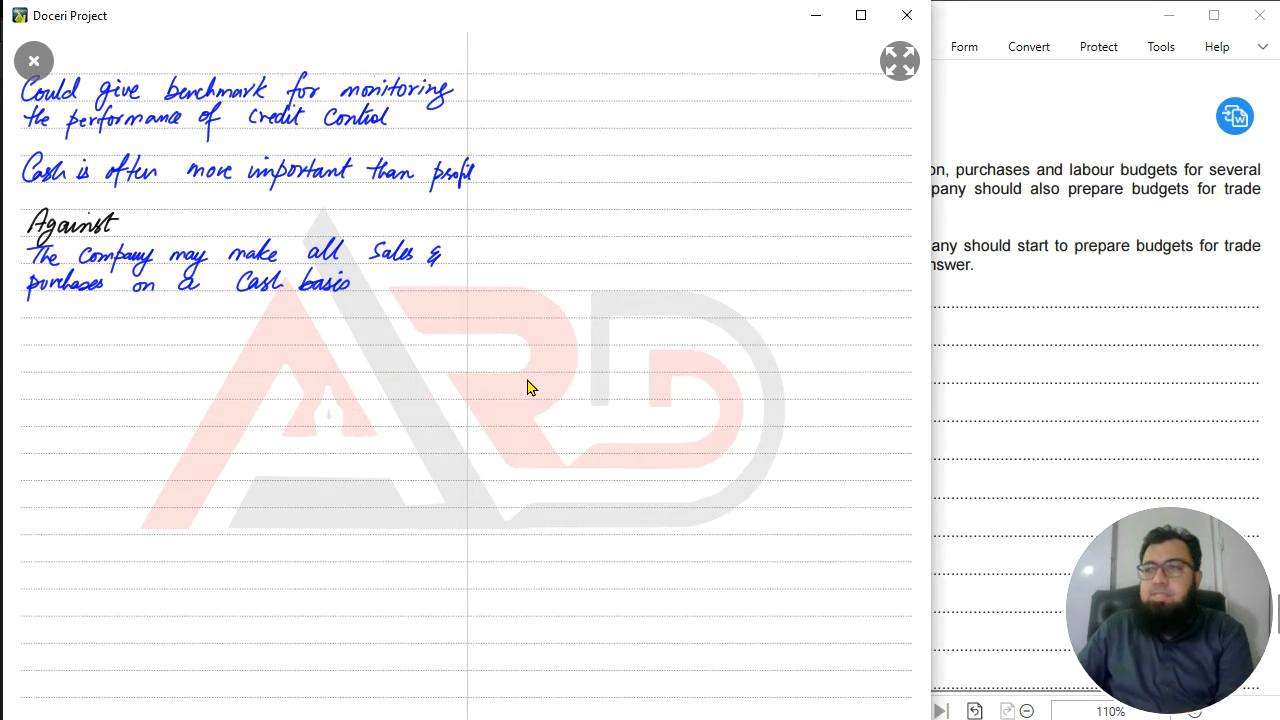 Doceri Project
Could give benchmark for monitoring
the performance of Credit Control
Cash is often more important than profit
Against
The Company may make all Sales &
purchases on a Cash basis
ARD
Form Convert Protect Tools Help
on, purchases and labour budgets for several
pany should also prepare budgets for trade
any should start to prepare budgets for trade
nswer.
110%